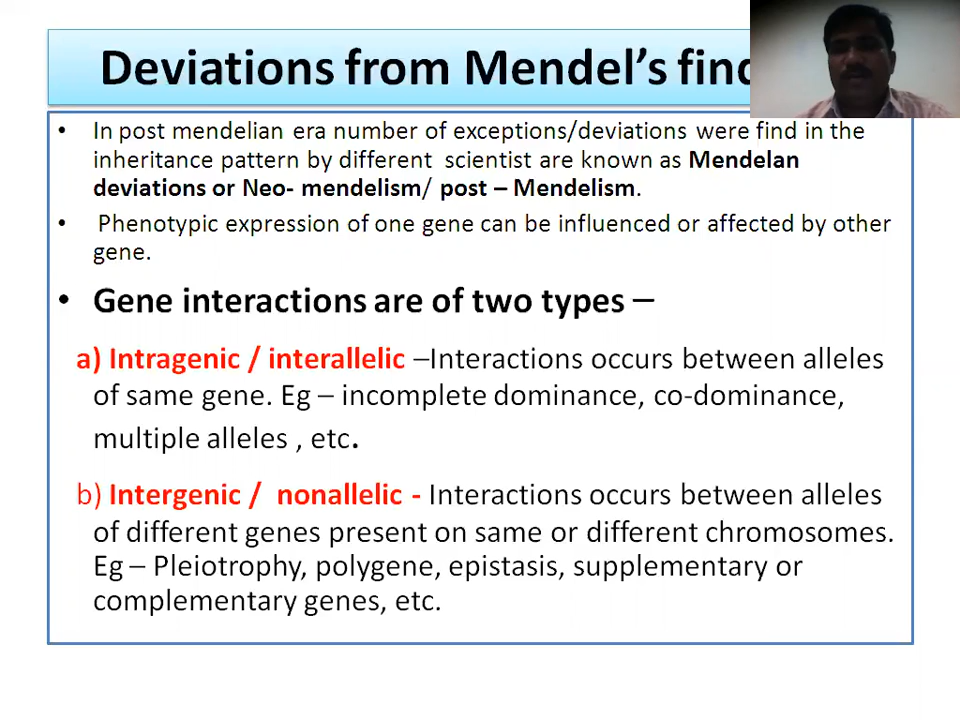 Deviations from Mendel's find
• In post mendelian era number of exceptions/deviations were find in the
inheritance pattern by different scientist are known as Mendelan
deviations or Neo- mendelism/ post – Mendelism.
• Phenotypic expression of one gene can be influenced or affected by other
gene.
• Gene interactions are of two types –
a) Intragenic / interallelic –Interactions occurs between alleles
of same gene. Eg – incomplete dominance, co-dominance,
multiple alleles , etc.
b) Intergenic / nonallelic - Interactions occurs between alleles
of different genes present on same or different chromosomes.
Eg – Pleiotrophy, polygene, epistasis, supplementary or
complementary genes, etc.